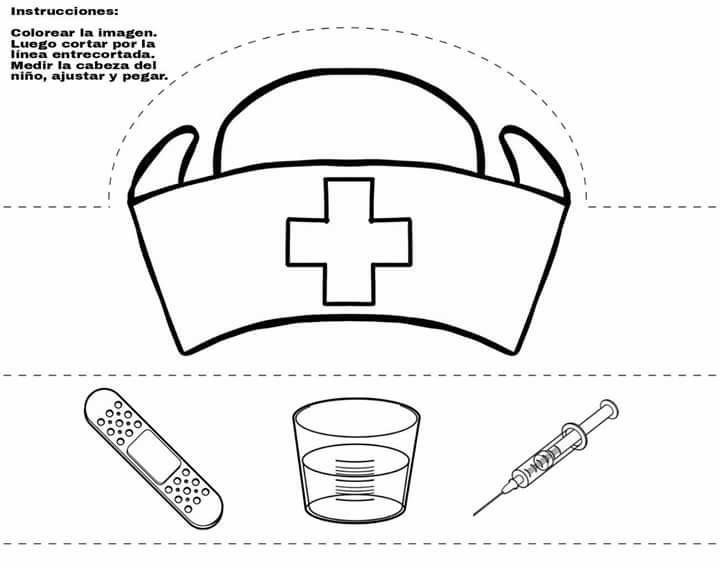 Instrucciones:
Colorear la imagen.
Luego cortar por la
línea entrecortada.
Medir la cabeza del
niño, ajustar y pegar.